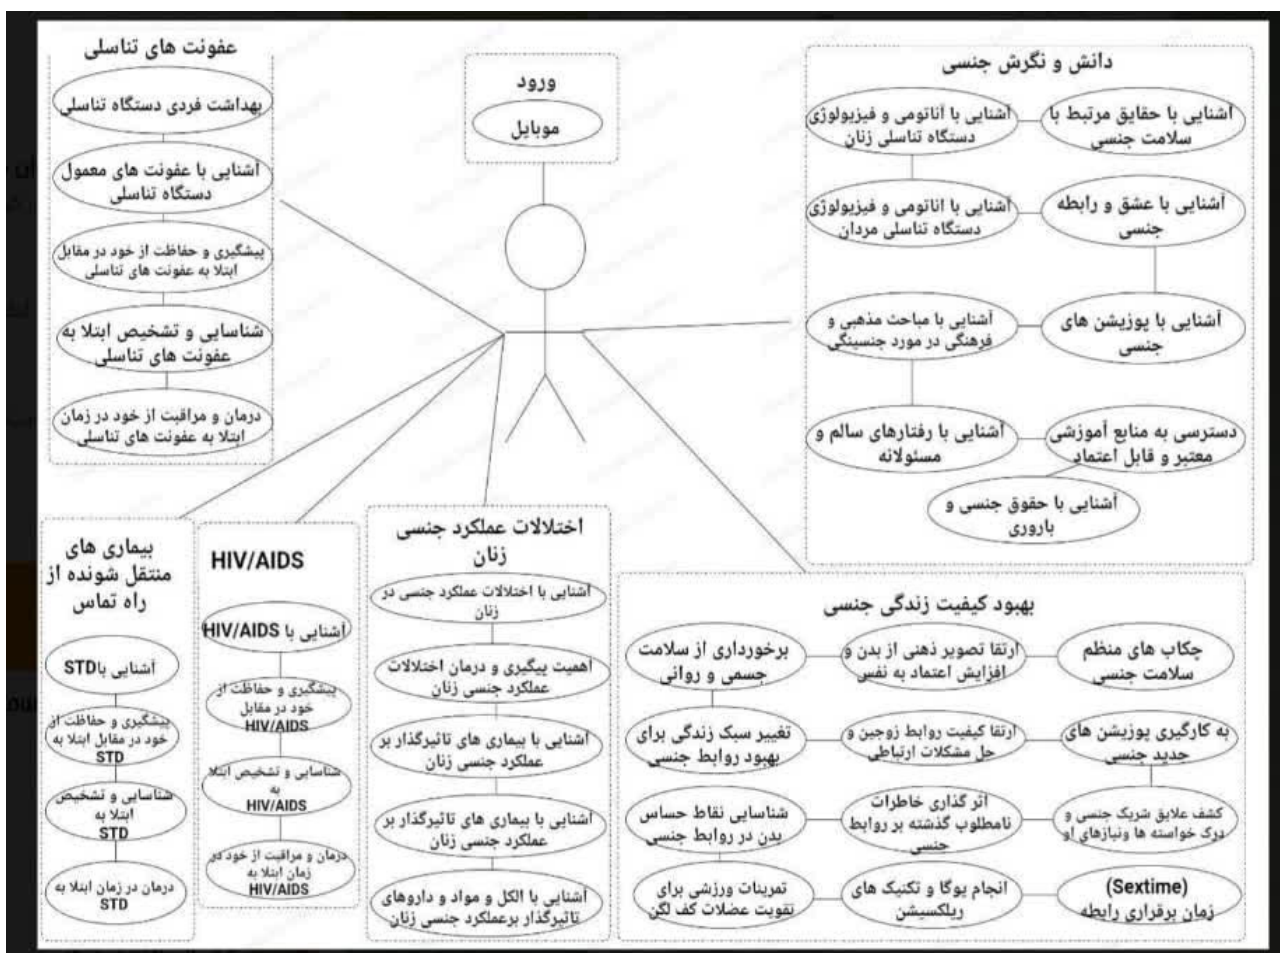 دانش و نگرش جنسی
آشنایی با حقایق مرتبط با
سلامت جنسی
آشنایی با آناتومی و فیزیولوژی
دستگاه تناسلی زنان
آشنایی با عشق و رابطه
جنسی
آشنایی با اناتومی و فیزیولوژی
دستگاه تناسلی مردان
آشنایی با پوزیشن های
جنسی
آشنایی با مباحث مذهبی و
فرهنگی در مورد جنسینگی
دسترسی به منابع آموزشی
معتبر و قابل اعتماد
آشنایی با رفتارهای سالم و
مسئولانه
آشنایی با حقوق جنسی و
باروری
ورود
موبایل
عفونت های تناسلی
بهداشت فردی دستگاه تناسلی
آشنایی با عفونت های معمول
دستگاه تناسلی
پیشگیری و حفاظت از خود در مقابل
ابتلا به عفونت های تناسلی
شناسایی و تشخیص ابتلا به
عفونت های تناسلی
درمان و مراقبت از خود در زمان
ابتلا به عفونت های تناسلی
بهبود کیفیت زندگی جنسی
چکاب های منظم
سلامت جنسی
ارتقا تصویر ذهنی از بدن و
افزایش اعتماد به نفس
برخورداری از سلامت
جسمی و روانی
به کارگیری پوزیشن های
جدید جنسی
ارتقا کیفیت روابط زوجین و
حل مشکلات ارتباطی
تغییر سبک زندگی برای
بهبود روابط جنسی
کشف علایق شریک جنسی و
درک خواسته ها ونیازهای او
اثر گذاری خاطرات
نامطلوب گذشته بر روابط
جنسی
شناسایی نقاط حساس
بدن در روابط جنسی
(Sextime)
زمان برقراری رابطه
انجام یوگا و تکنیک های
ریلکسیشن
تمرینات ورزشی برای
تقویت عضلات کف لگن
اختلالات عملکرد جنسی
زنان
آشنایی با اختلالات عملکرد جنسی در
زنان
اهمیت پیگیری و درمان اختلالات
عملکرد جنسی زنان
آشنایی با بیماری های تاثیرگذار بر
عملکرد جنسی زنان
آشنایی با بیماری های تاثیرگذار بر
عملکرد جنسی زنان
آشنایی با الکل و مواد و داروهای
تاثیرگذار برعملکرد جنسی زنان
HIV/AIDS
آشنایی با HIV/AIDS
پیشگیری و حفاظت از
خود در مقابل
HIV/AIDS
شناسایی و تشخیص ابتلا
به
HIV/AIDS
درمان و مراقبت از خود در
زمان ابتلا به
HIV/AIDS
بیماری های
منتقل شونده از
راه تماس
آشنایی باSTD
پیشگیری و حفاظت از
خود در مقابل ابتلا به
STD
شناسایی و تشخیص
ابتلا به
STD
درمان در زمان ابتلا به
STD